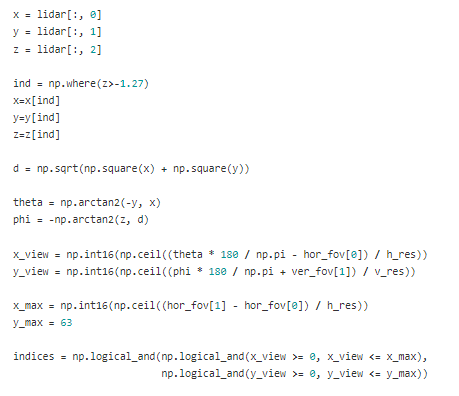 x = lidar[:, 0]
y = lidar[:, 1]
z = lidar[:, 2]
ind = np.where(z>-1.27)
x=x[ind]
y=y[ind]
z=z[ind]
d = np.sqrt(np.square(x) + np.square(y))
theta = np.arctan2(-y, x)
phi = -np.arctan2(z, d)
x_view = np.int16(np.ceil((theta * 180 / np.pi - hor_fov[0]) / h_res))
y_view = np.int16(np.ceil((phi * 180 / np.pi + ver_fov[1]) / v_res))
x_max = np.int16(np.ceil((hor_fov[1] - hor_fov[0]) / h_res))
y_max = 63
indices = np.logical_and(np.logical_and(x_view >= 0, x_view <= x_max),
np.logical_and(y_view >= 0, y_view <= y_max))